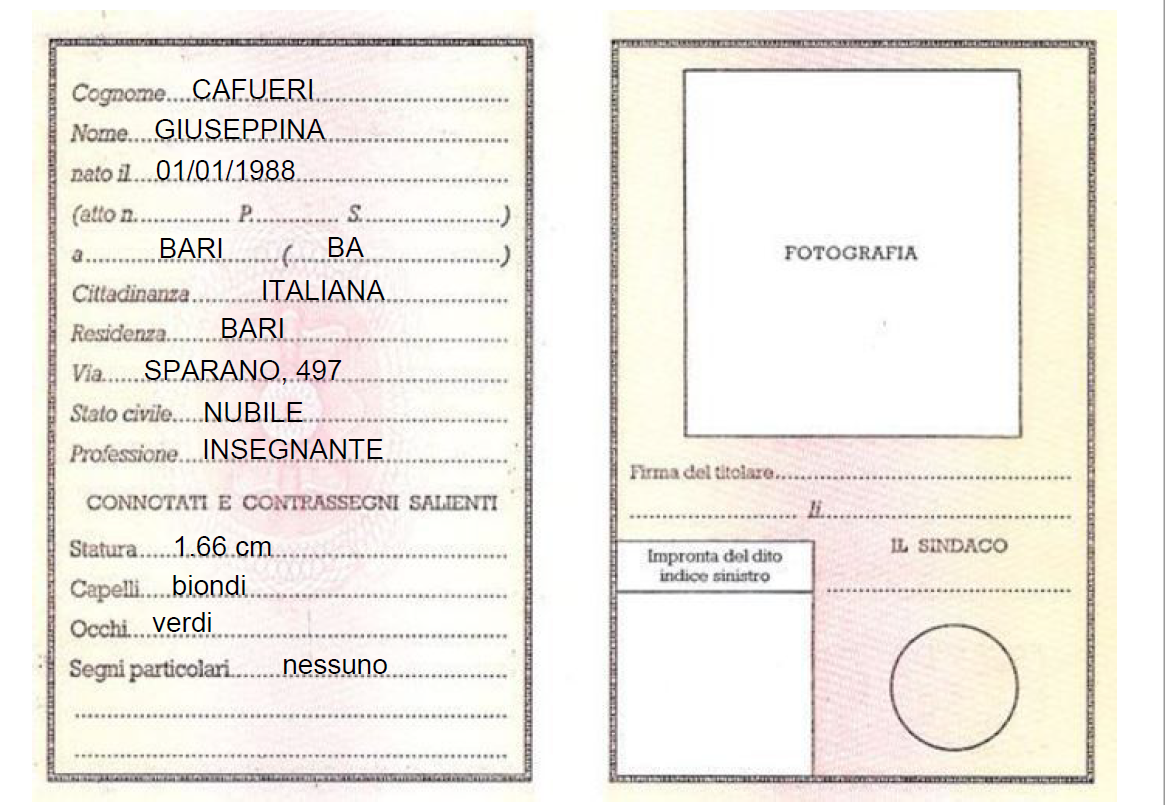 Cognome....CAFUERI..............................
Nome....GIUSEPPINA..............................
nato il....01/01/1988..............................
(atto n............... P............. S.....................)
a............BARI.........(......BA....................)
Cittadinanza............ITALIANA....................
Residenza.........BARI..............................
Via.......SPARANO, 497..............................
Stato civile.....NUBILE..............................
Professione....INSEGNANTE....................
CONNOTATI E CONTRASSEGNI SALIENTI
Statura.....1.66 cm..............................
Capelli.....biondi..............................
Occhi....verdi..............................
Segni particolari.........nessuno....................
FOTOGRAFIA
Firma del titolare..................................................
.............................. li..................................................
IL SINDACO
Impronta del dito
indice sinistro